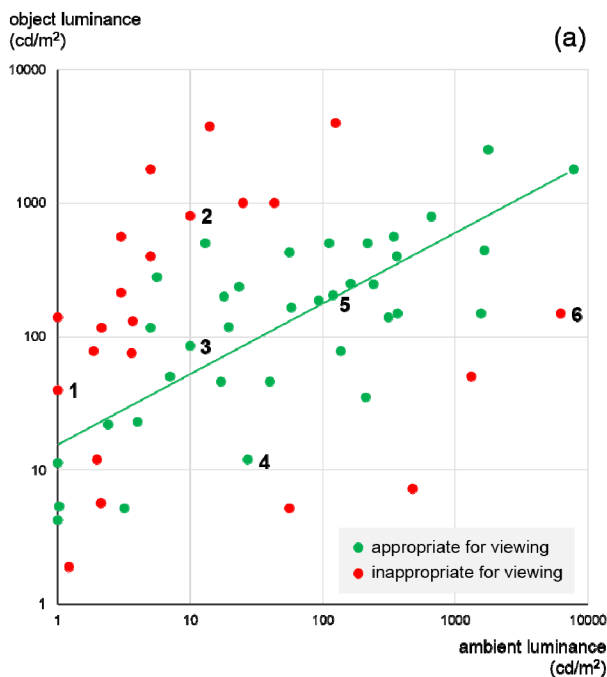 object luminance
(cd/m²)
(a)
10000
1000
2
5
6
100
3
1
10
4
appropriate for viewing
inappropriate for viewing
1
1
10
100
1000
10000
ambient luminance
(cd/m²)